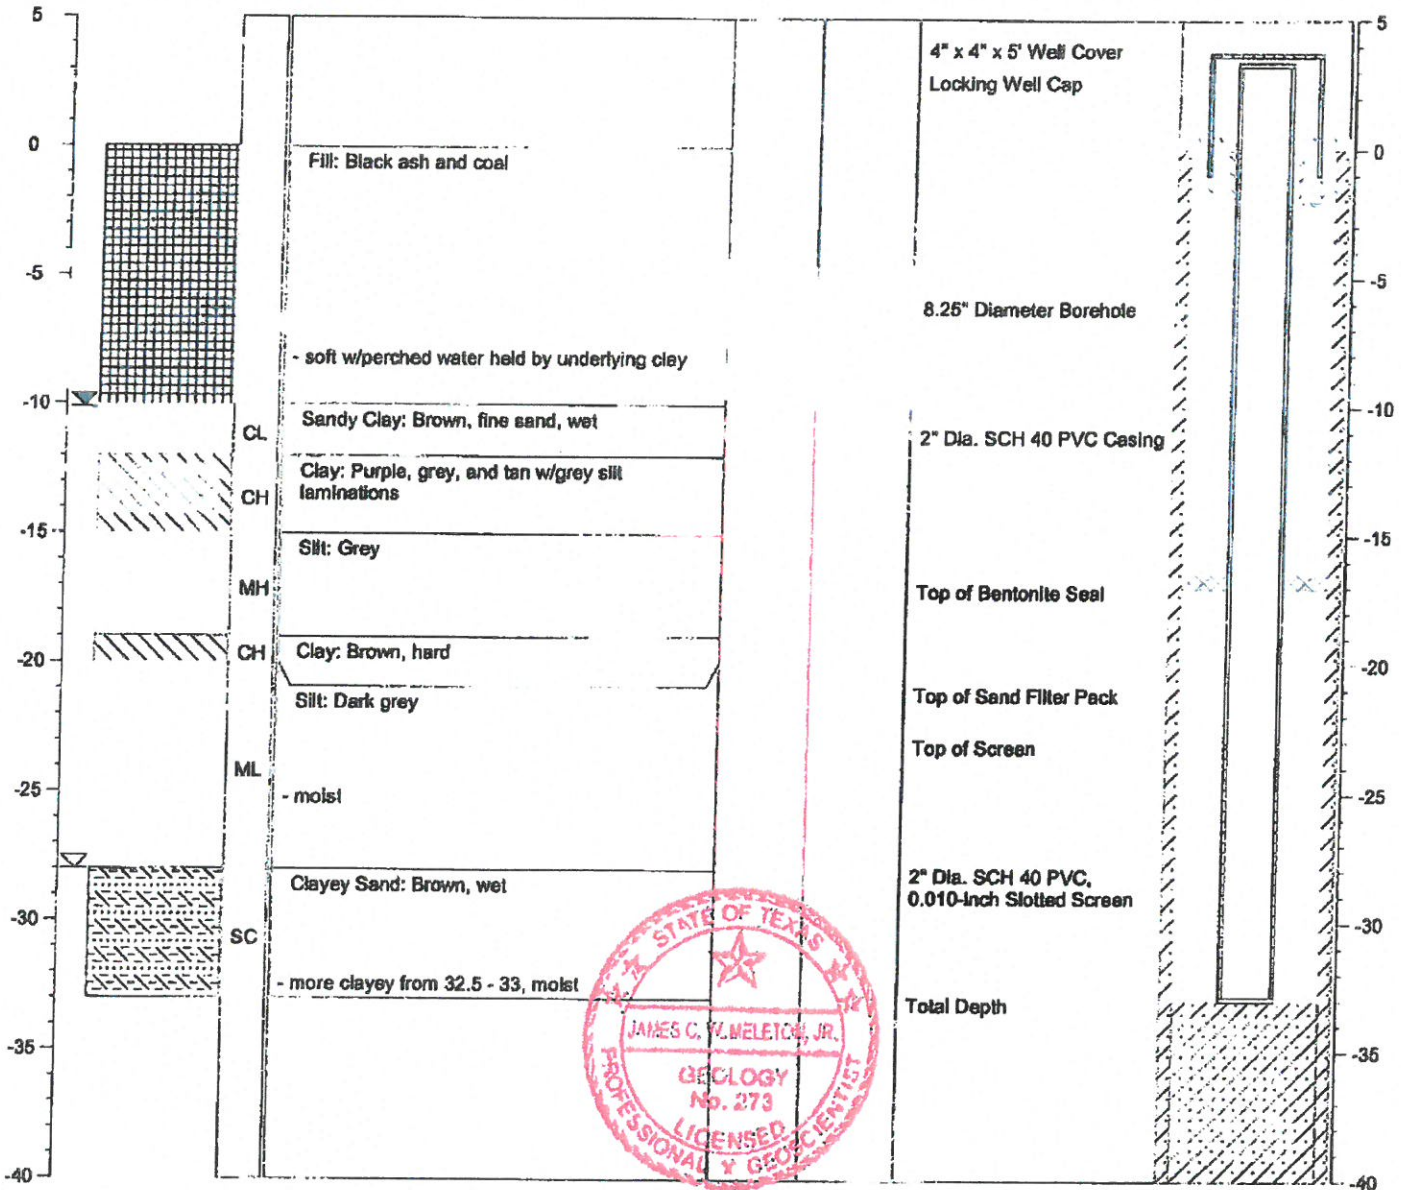 5
0
-5
-10
-15
-20
-25
-30
-35
-40
CL
CH
MH
CH
ML
SC
Fill: Black ash and coal
- soft w/perched water held by underlying clay
Sandy Clay: Brown, fine sand, wet
Clay: Purple, grey, and tan w/grey silt
laminations
Silt: Grey
Clay: Brown, hard
Silt: Dark grey
- moist
Clayey Sand: Brown, wet
- more clayey from 32.5 - 33, moist
4" x 4" x 5' Well Cover
Locking Well Cap
8.25" Diameter Borehole
2" Dia. SCH 40 PVC Casing
Top of Bentonite Seal
Top of Sand Filter Pack
Top of Screen
2" Dia. SCH 40 PVC,
0.010-inch Slotted Screen
Total Depth
STATE OF TEXAS
JAMES C. W. MELETON, JR.
GEOLOGY
No. 273
LICENSED
PROFESSIONAL GEOSCIENTIST
5
0
-5
-10
-15
-20
-25
-30
-35
-40